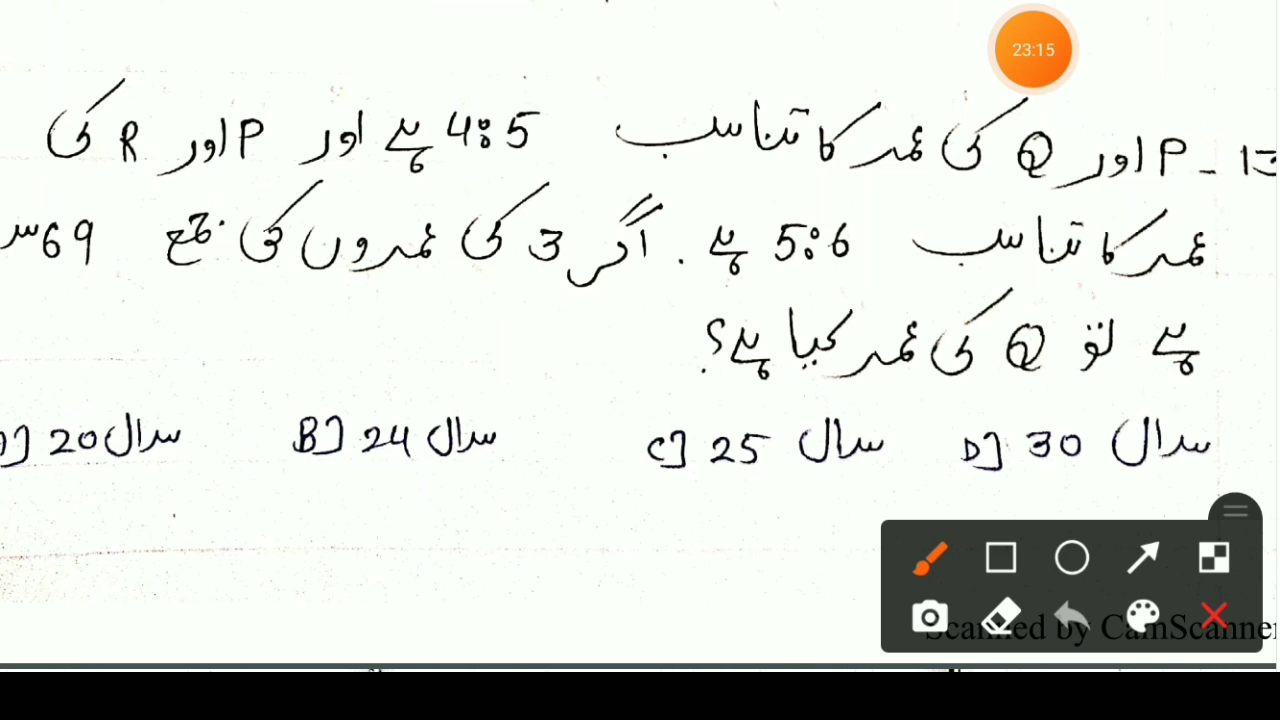 23:15
13 - P اور Q کی عمر کا تناسب 4:5 ہے اور P اور R کی
عمر کا تناسب 5:6 ہے . اگر 3 کی عمروں کی جمع 69
ہے تو Q کی عمر کیا ہے؟
20 سال B] 24 سال C] 25 سال D] 30 سال
Scanned by CamScanner